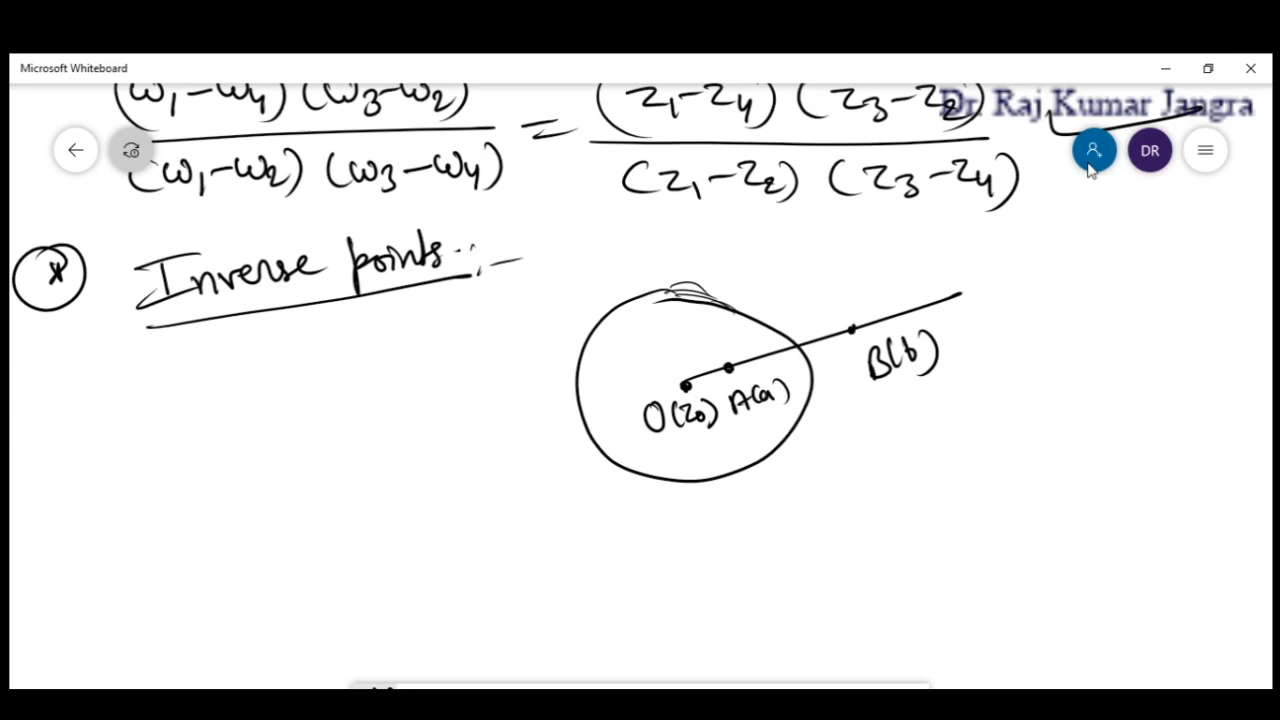 Microsoft Whiteboard
(ω1-ω4) (ω3-ω2) / (ω1-ω2) (ω3-ω4) = (z1-z4) (z3-z2) / (z1-z2) (z3-z4)
Dr Raj Kumar Jangra
DR
* Inverse points :-
O(z0) A(a) B(b)